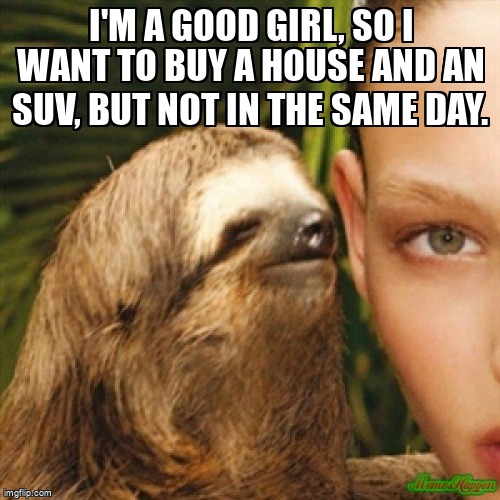 I'M A GOOD GIRL, SO I
WANT TO BUY A HOUSE AND AN
SUV, BUT NOT IN THE SAME DAY.
imgflip.com
MemeHappen